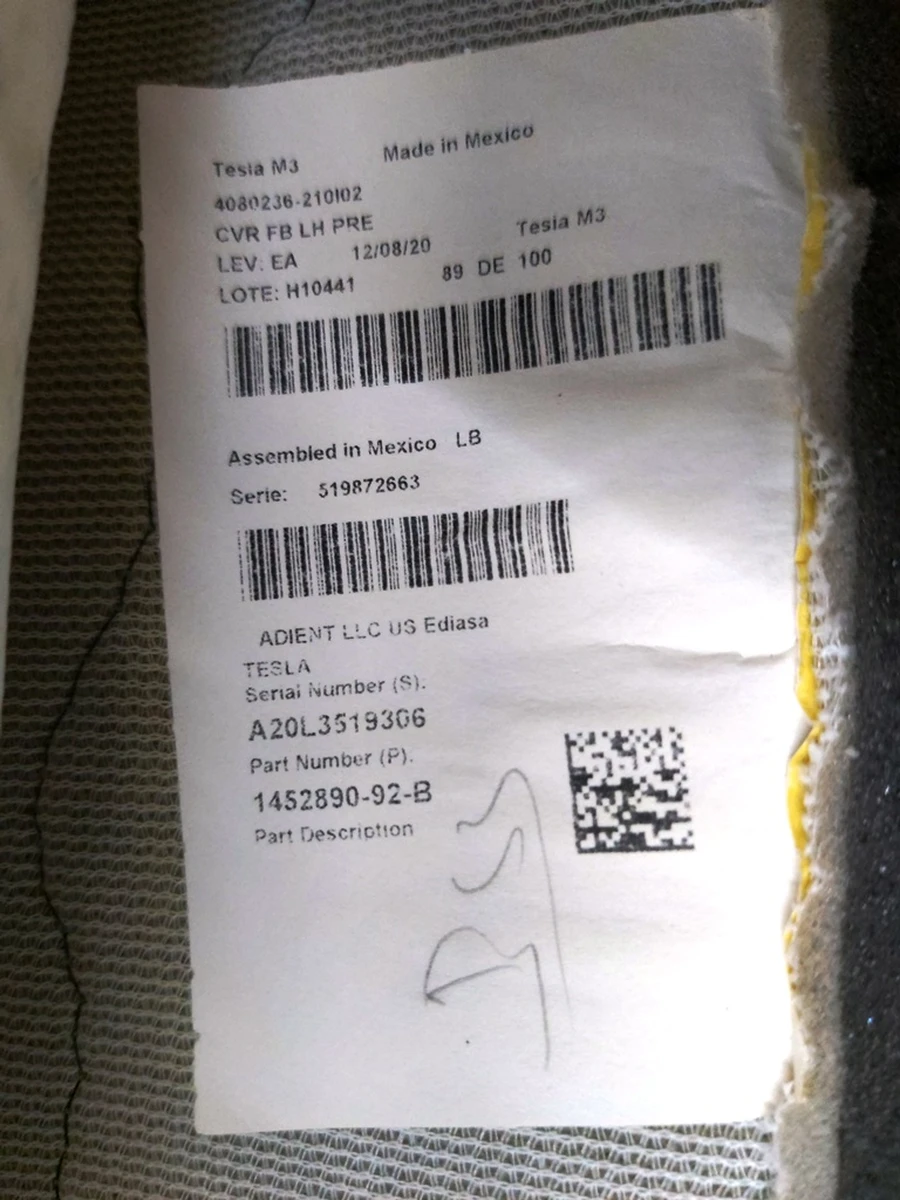 Tesla M3 Made in Mexico
4080236-210I02
CVR FB LH PRE
LEV: EA 12/08/20 Tesla M3
LOTE: H10441 89 DE 100
Assembled in Mexico LB
Serie: 519872663
ADIENT LLC US Ediasa
TESLA
Serial Number (S):
A20L3519306
Part Number (P):
1452890-92-B
Part Description